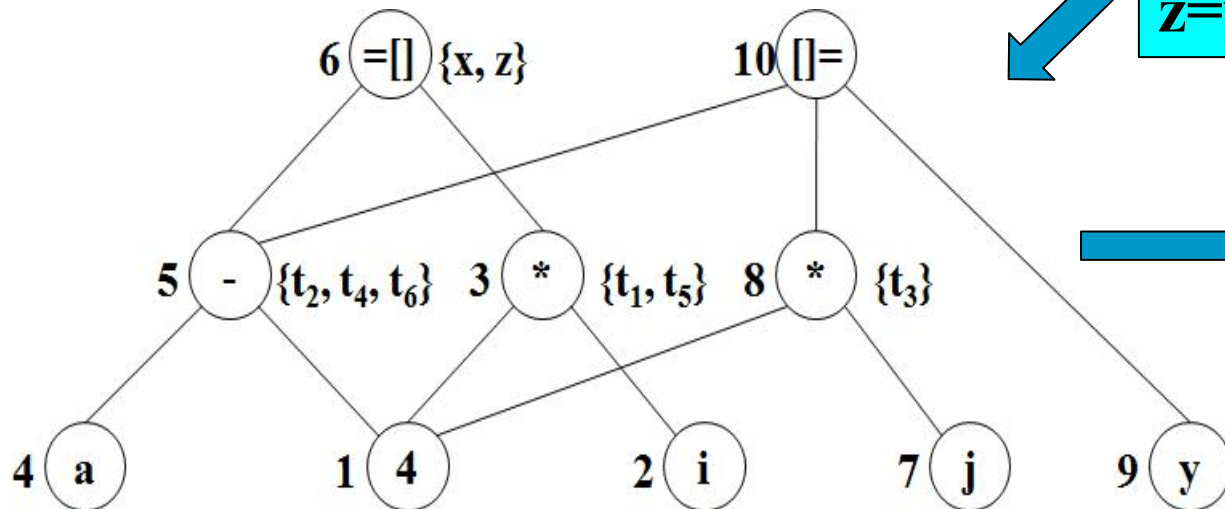 z=
6 =[] {x, z} 10 []=
5 - {t₂, t₄, t₆} 3 * {t₁, t₅} 8 * {t₃}
4 a 1 4 2 i 7 j 9 y